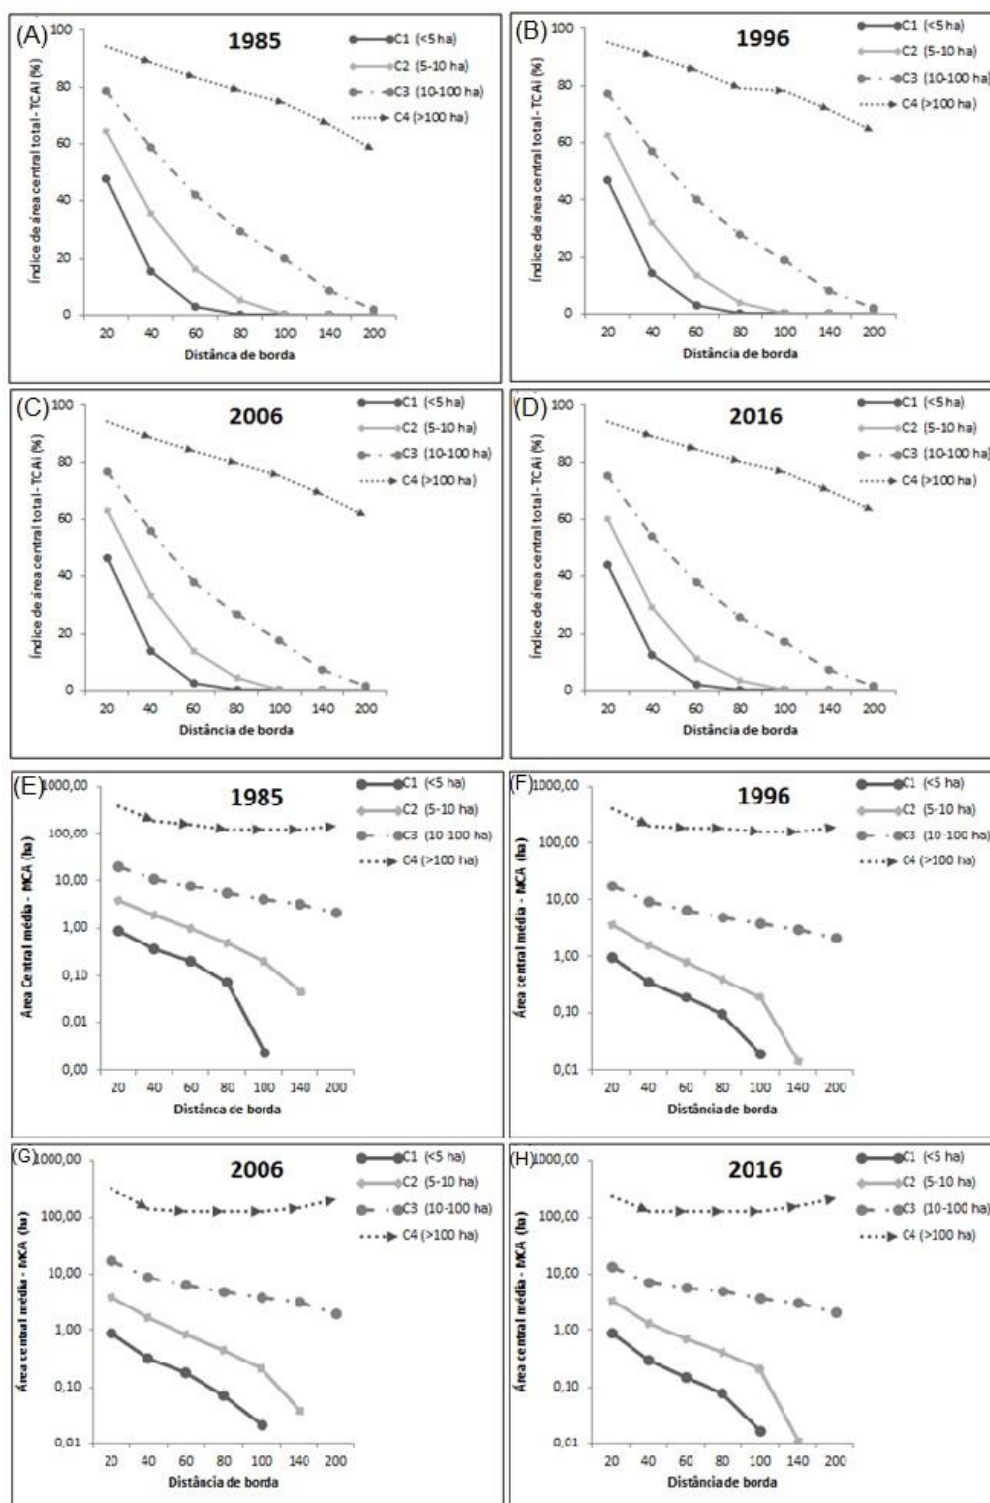 (A)
1985
C1 (<5 ha)
C2 (5-10 ha)
C3 (10-100 ha)
C4 (>100 ha)
Índice de área central total - TCAi (%)
100
80
60
40
20
0
20 40 60 80 100 140 200
Distânca de borda
(B)
1996
C1 (<5 ha)
C2 (5-10 ha)
C3 (10-100 ha)
C4 (>100 ha)
Índice de área central total - TCAi (%)
100
80
60
40
20
0
20 40 60 80 100 140 200
Distância de borda
(C)
2006
C1 (<5 ha)
C2 (5-10 ha)
C3 (10-100 ha)
C4 (>100 ha)
Índice de área central total - TCAi (%)
100
80
60
40
20
0
20 40 60 80 100 140 200
Distância de borda
(D)
2016
C1 (<5 ha)
C2 (5-10 ha)
C3 (10-100 ha)
C4 (>100 ha)
Índice de área central total - TCAi (%)
100
80
60
40
20
0
20 40 60 80 100 140 200
Distância de borda
(E)
1985
C1 (<5 ha)
C2 (5-10 ha)
C3 (10-100 ha)
C4 (>100 ha)
Área Central média - MCA (ha)
1000,00
100,00
10,00
1,00
0,10
0,01
0,00
20 40 60 80 100 140 200
Distânca de borda
(F)
1996
C1 (<5 ha)
C2 (5-10 ha)
C3 (10-100 ha)
C4 (>100 ha)
Área central média - MCA (ha)
1000,00
100,00
10,00
1,00
0,10
0,01
20 40 60 80 100 140 200
Distância de borda
(G)
2006
C1 (<5 ha)
C2 (5-10 ha)
C3 (10-100 ha)
C4 (>100 ha)
Área central média - MCA (ha)
1000,00
100,00
10,00
1,00
0,10
0,01
20 40 60 80 100 140 200
Distância de borda
(H)
2016
C1 (<5 ha)
C2 (5-10 ha)
C3 (10-100 ha)
C4 (>100 ha)
Área central média - MCA (ha)
1000,00
100,00
10,00
1,00
0,10
0,01
20 40 60 80 100 140 200
Distância de borda